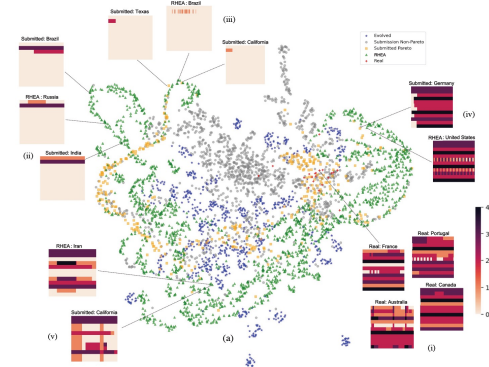 (iii)
RHEA: Brazil
Submitted: Texas
Submitted: Brazil
Submitted: California
Evolved
Submission Non-Pareto
Submitted Pareto
RHEA
Real
Submitted: Germany
RHEA : Russia
(iv)
RHEA: United States
(ii)
Submitted: India
4
3
2
1
0
RHEA: Iran
Real: France
Real: Portugal
Real: Australia
Real: Canada
Submitted: California
(v)
(a)
(i)